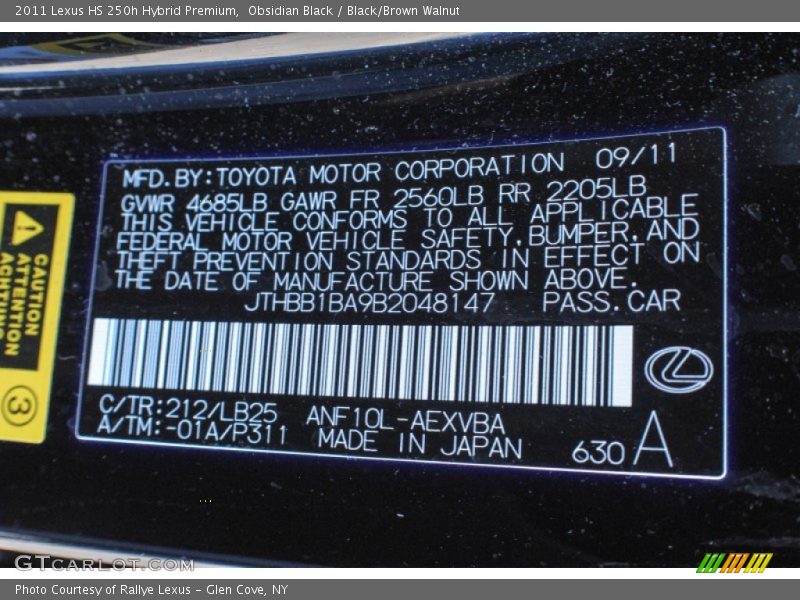 2011 Lexus HS 250h Hybrid Premium, Obsidian Black / Black/Brown Walnut
MFD.BY:TOYOTA MOTOR CORPORATION 09/11
GVWR 4685LB GAWR FR 2560LB RR 2205LB
THIS VEHICLE CONFORMS TO ALL APPLICABLE
FEDERAL MOTOR VEHICLE SAFETY,BUMPER,AND
THEFT PREVENTION STANDARDS IN EFFECT ON
THE DATE OF MANUFACTURE SHOWN ABOVE.
JTHBB1BA9B2048147 PASS.CAR
C/TR:212/LB25 ANF10L-AEXVBA
A/TM:-01A/P311 MADE IN JAPAN
630 A
CAUTION
ATTENTION
ACHTUNG
3
GTCarLot.com
Photo Courtesy of Rallye Lexus - Glen Cove, NY